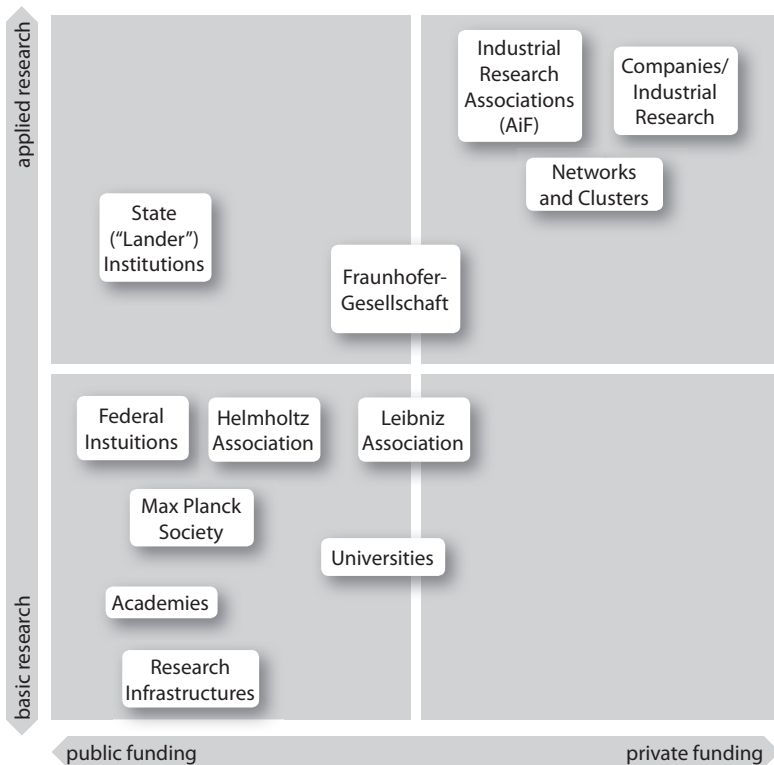 applied research
Industrial
Research
Associations
(AiF)
Companies/
Industrial
Research
Networks
and Clusters
State
(“Lander”)
Institutions
Fraunhofer-
Gesellschaft
Federal
Instuitions
Helmholtz
Association
Leibniz
Association
Max Planck
Society
Universities
Academies
Research
Infrastructures
basic research
public funding
private funding